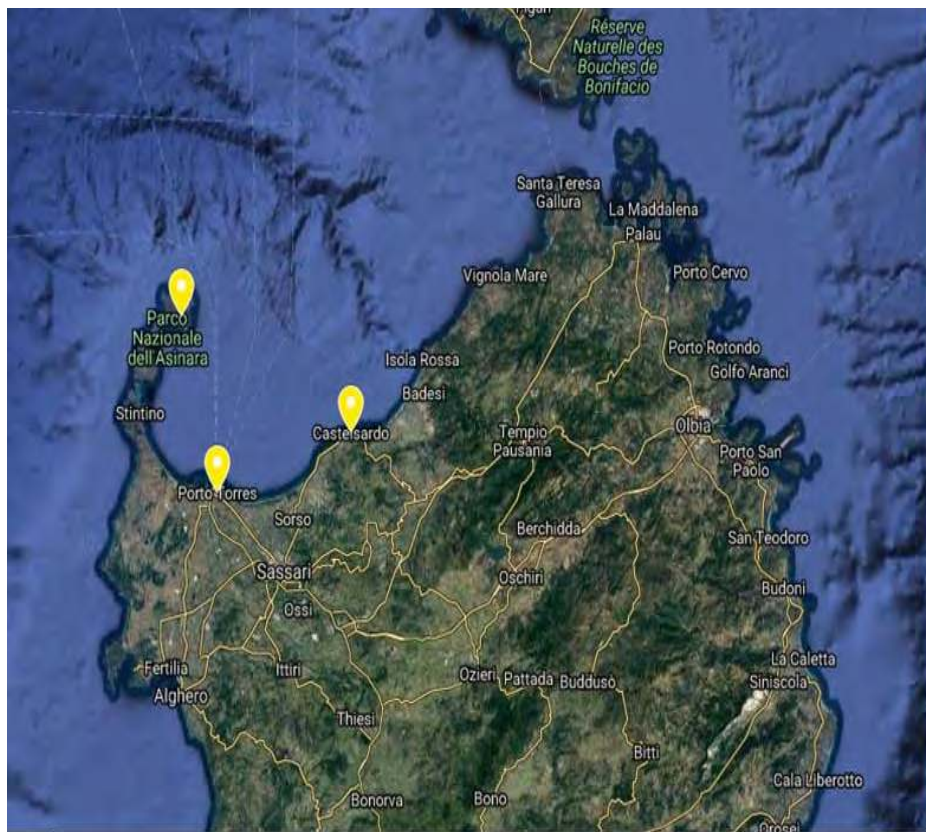 Réserve
Naturelle des
Bouches de
Bonifacio
Santa Teresa
Gallura
La Maddalena
Palau
Vignola Mare
Porto Cervo
Parco
Nazionale
dell'Asinara
Isola Rossa
Porto Rotondo
Golfo Aranci
Badesi
Stintino
Castelsardo
Tempio
Pausania
Olbia
Porto San
Paolo
Porto Torres
Sorso
Berchidda
San Teodoro
Sassari
Oschiri
Budoni
Ossi
Fertilia
Ittiri
Ozieri
Pattada
Budduso
La Caletta
Siniscola
Alghero
Thiesi
Bitti
Cala Liberotto
Bonorva
Bono